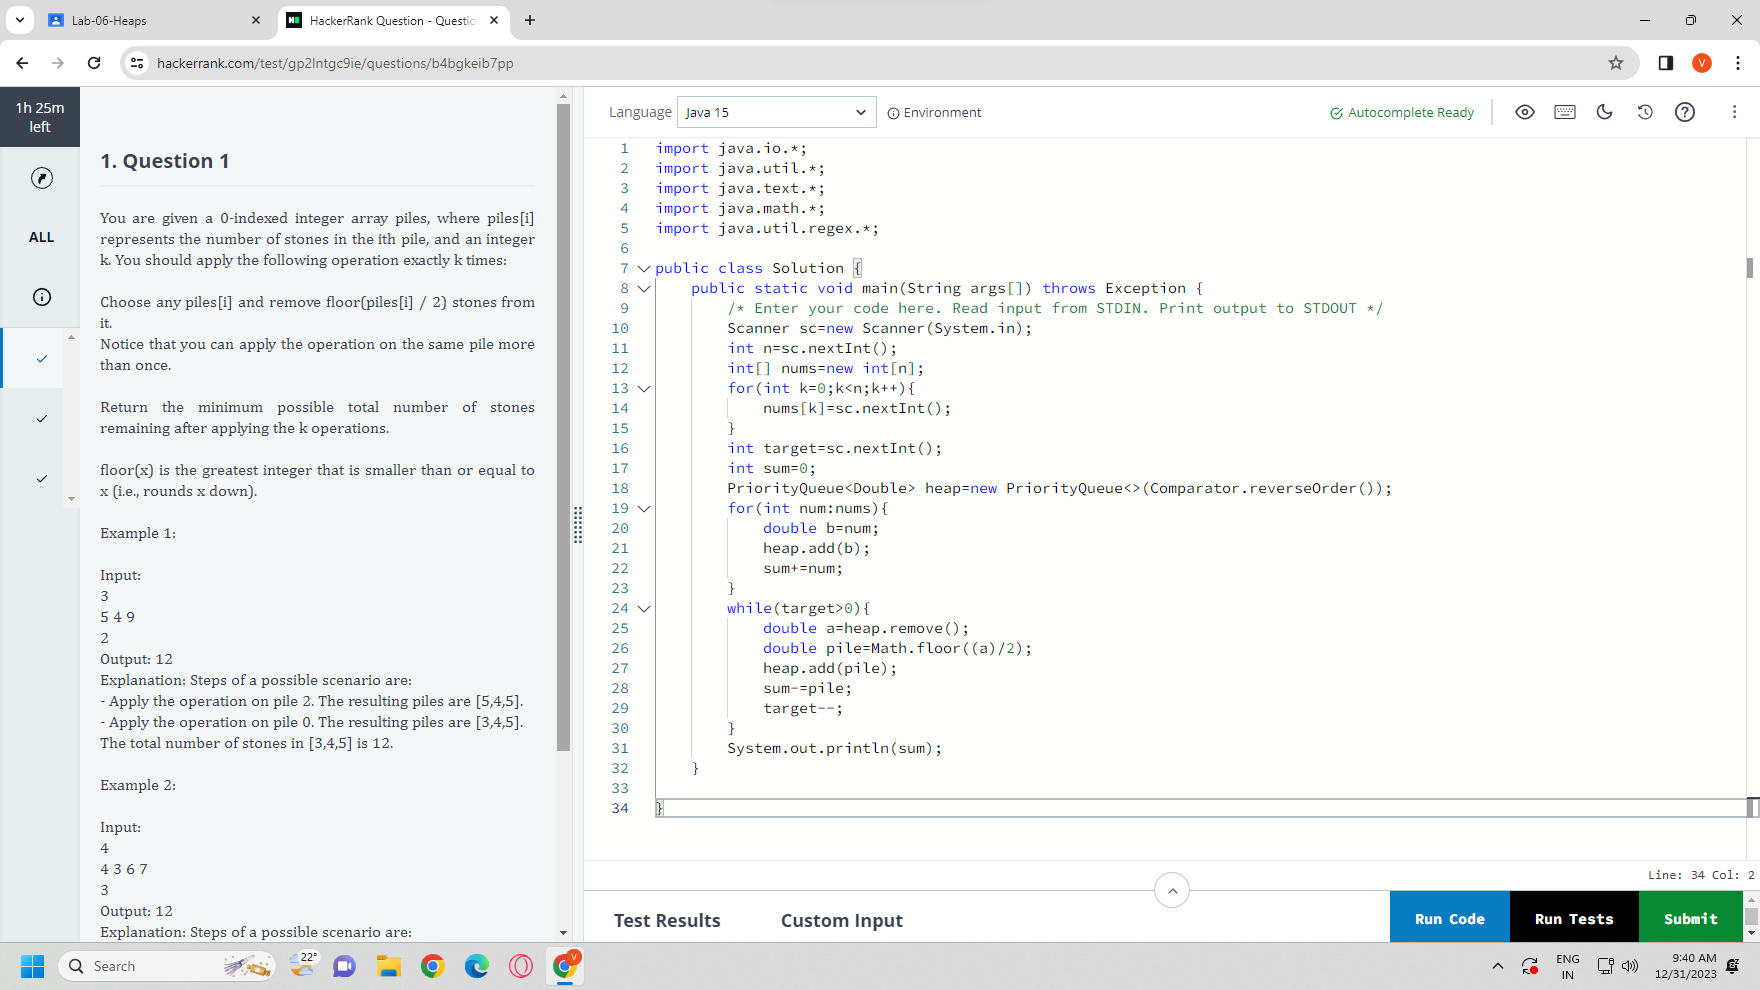 Lab-06-Heaps
HackerRank Question - Questio
hackerrank.com/test/gp2lntgc9ie/questions/b4bgkeib7pp
V
1h 25m
left
ALL
1. Question 1
You are given a 0-indexed integer array piles, where piles[i]
represents the number of stones in the ith pile, and an integer
k. You should apply the following operation exactly k times:
Choose any piles[i] and remove floor(piles[i] / 2) stones from
it.
Notice that you can apply the operation on the same pile more
than once.
Return the minimum possible total number of stones
remaining after applying the k operations.
floor(x) is the greatest integer that is smaller than or equal to
x (i.e., rounds x down).
Example 1:
Input:
3
5 4 9
2
Output: 12
Explanation: Steps of a possible scenario are:
- Apply the operation on pile 2. The resulting piles are [5,4,5].
- Apply the operation on pile 0. The resulting piles are [3,4,5].
The total number of stones in [3,4,5] is 12.
Example 2:
Input:
4
4 3 6 7
3
Output: 12
Explanation: Steps of a possible scenario are:
Language Java 15 Environment
Autocomplete Ready
1 import java.io.*;
2 import java.util.*;
3 import java.text.*;
4 import java.math.*;
5 import java.util.regex.*;
6
7 public class Solution {
8 public static void main(String args[]) throws Exception {
9 /* Enter your code here. Read input from STDIN. Print output to STDOUT */
10 Scanner sc=new Scanner(System.in);
11 int n=sc.nextInt();
12 int[] nums=new int[n];
13 for(int k=0;k<n;k++){
14 nums[k]=sc.nextInt();
15 }
16 int target=sc.nextInt();
17 int sum=0;
18 PriorityQueue<Double> heap=new PriorityQueue<>(Comparator.reverseOrder());
19 for(int num:nums){
20 double b=num;
21 heap.add(b);
22 sum+=num;
23 }
24 while(target>0){
25 double a=heap.remove();
26 double pile=Math.floor((a)/2);
27 heap.add(pile);
28 sum-=pile;
29 target--;
30 }
31 System.out.println(sum);
32 }
33
34 }
Line: 34 Col: 2
Test Results Custom Input
Run Code Run Tests Submit
Search
22°
V
ENG
IN
9:40 AM
12/31/2023